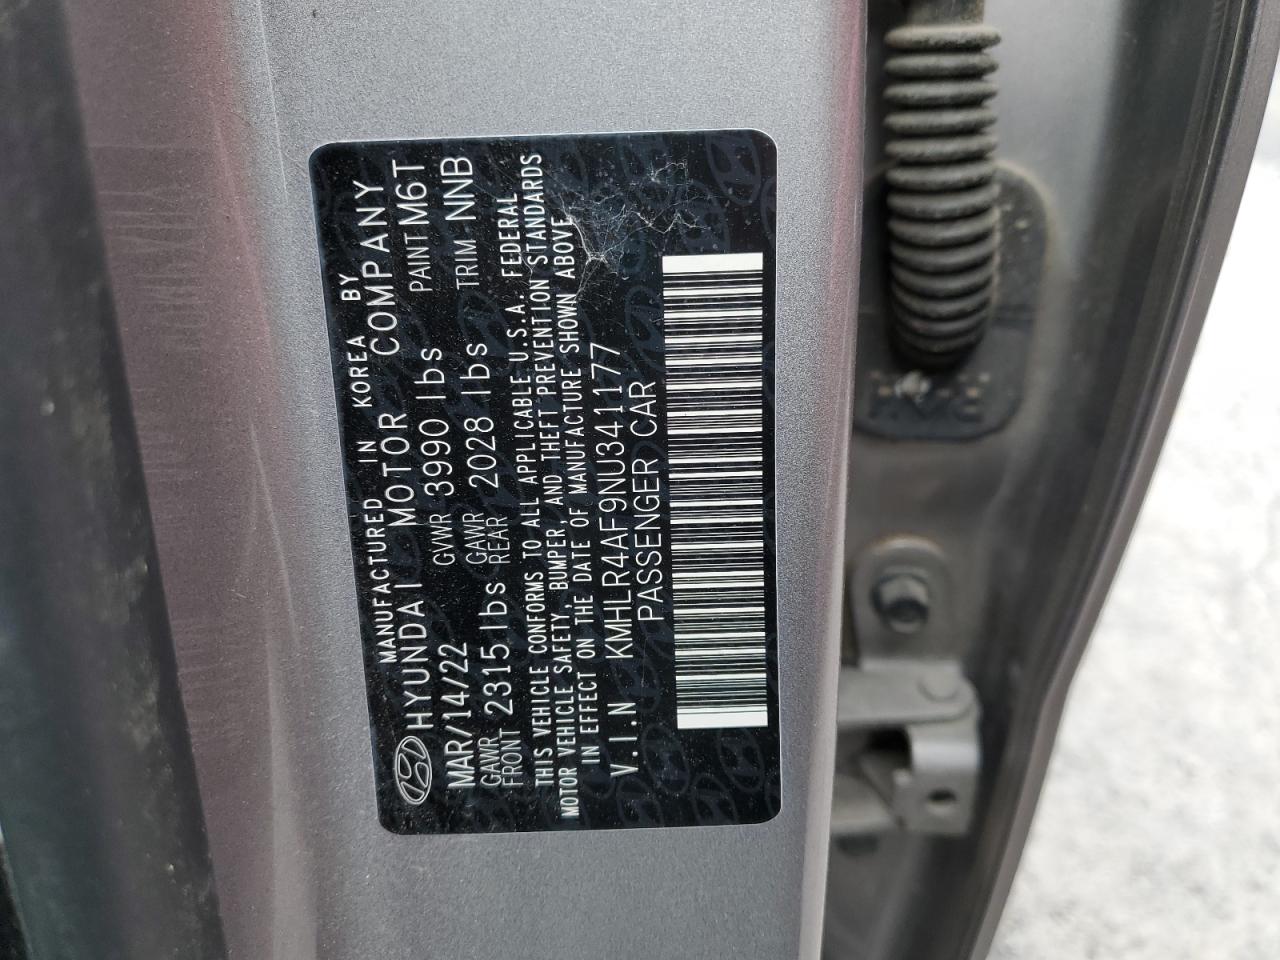 MANUFACTURED IN KOREA BY
HYUNDAI MOTOR COMPANY
MAR/14/22 GVWR 3990 lbs PAINT M6T
GAWR FRONT 2315 lbs GAWR REAR 2028 lbs TRIM NNB
THIS VEHICLE CONFORMS TO ALL APPLICABLE U.S.A. FEDERAL
MOTOR VEHICLE SAFETY, BUMPER, AND THEFT PREVENTION STANDARDS
IN EFFECT ON THE DATE OF MANUFACTURE SHOWN ABOVE
V.I.N KMHLR4AF9NU341177
PASSENGER CAR